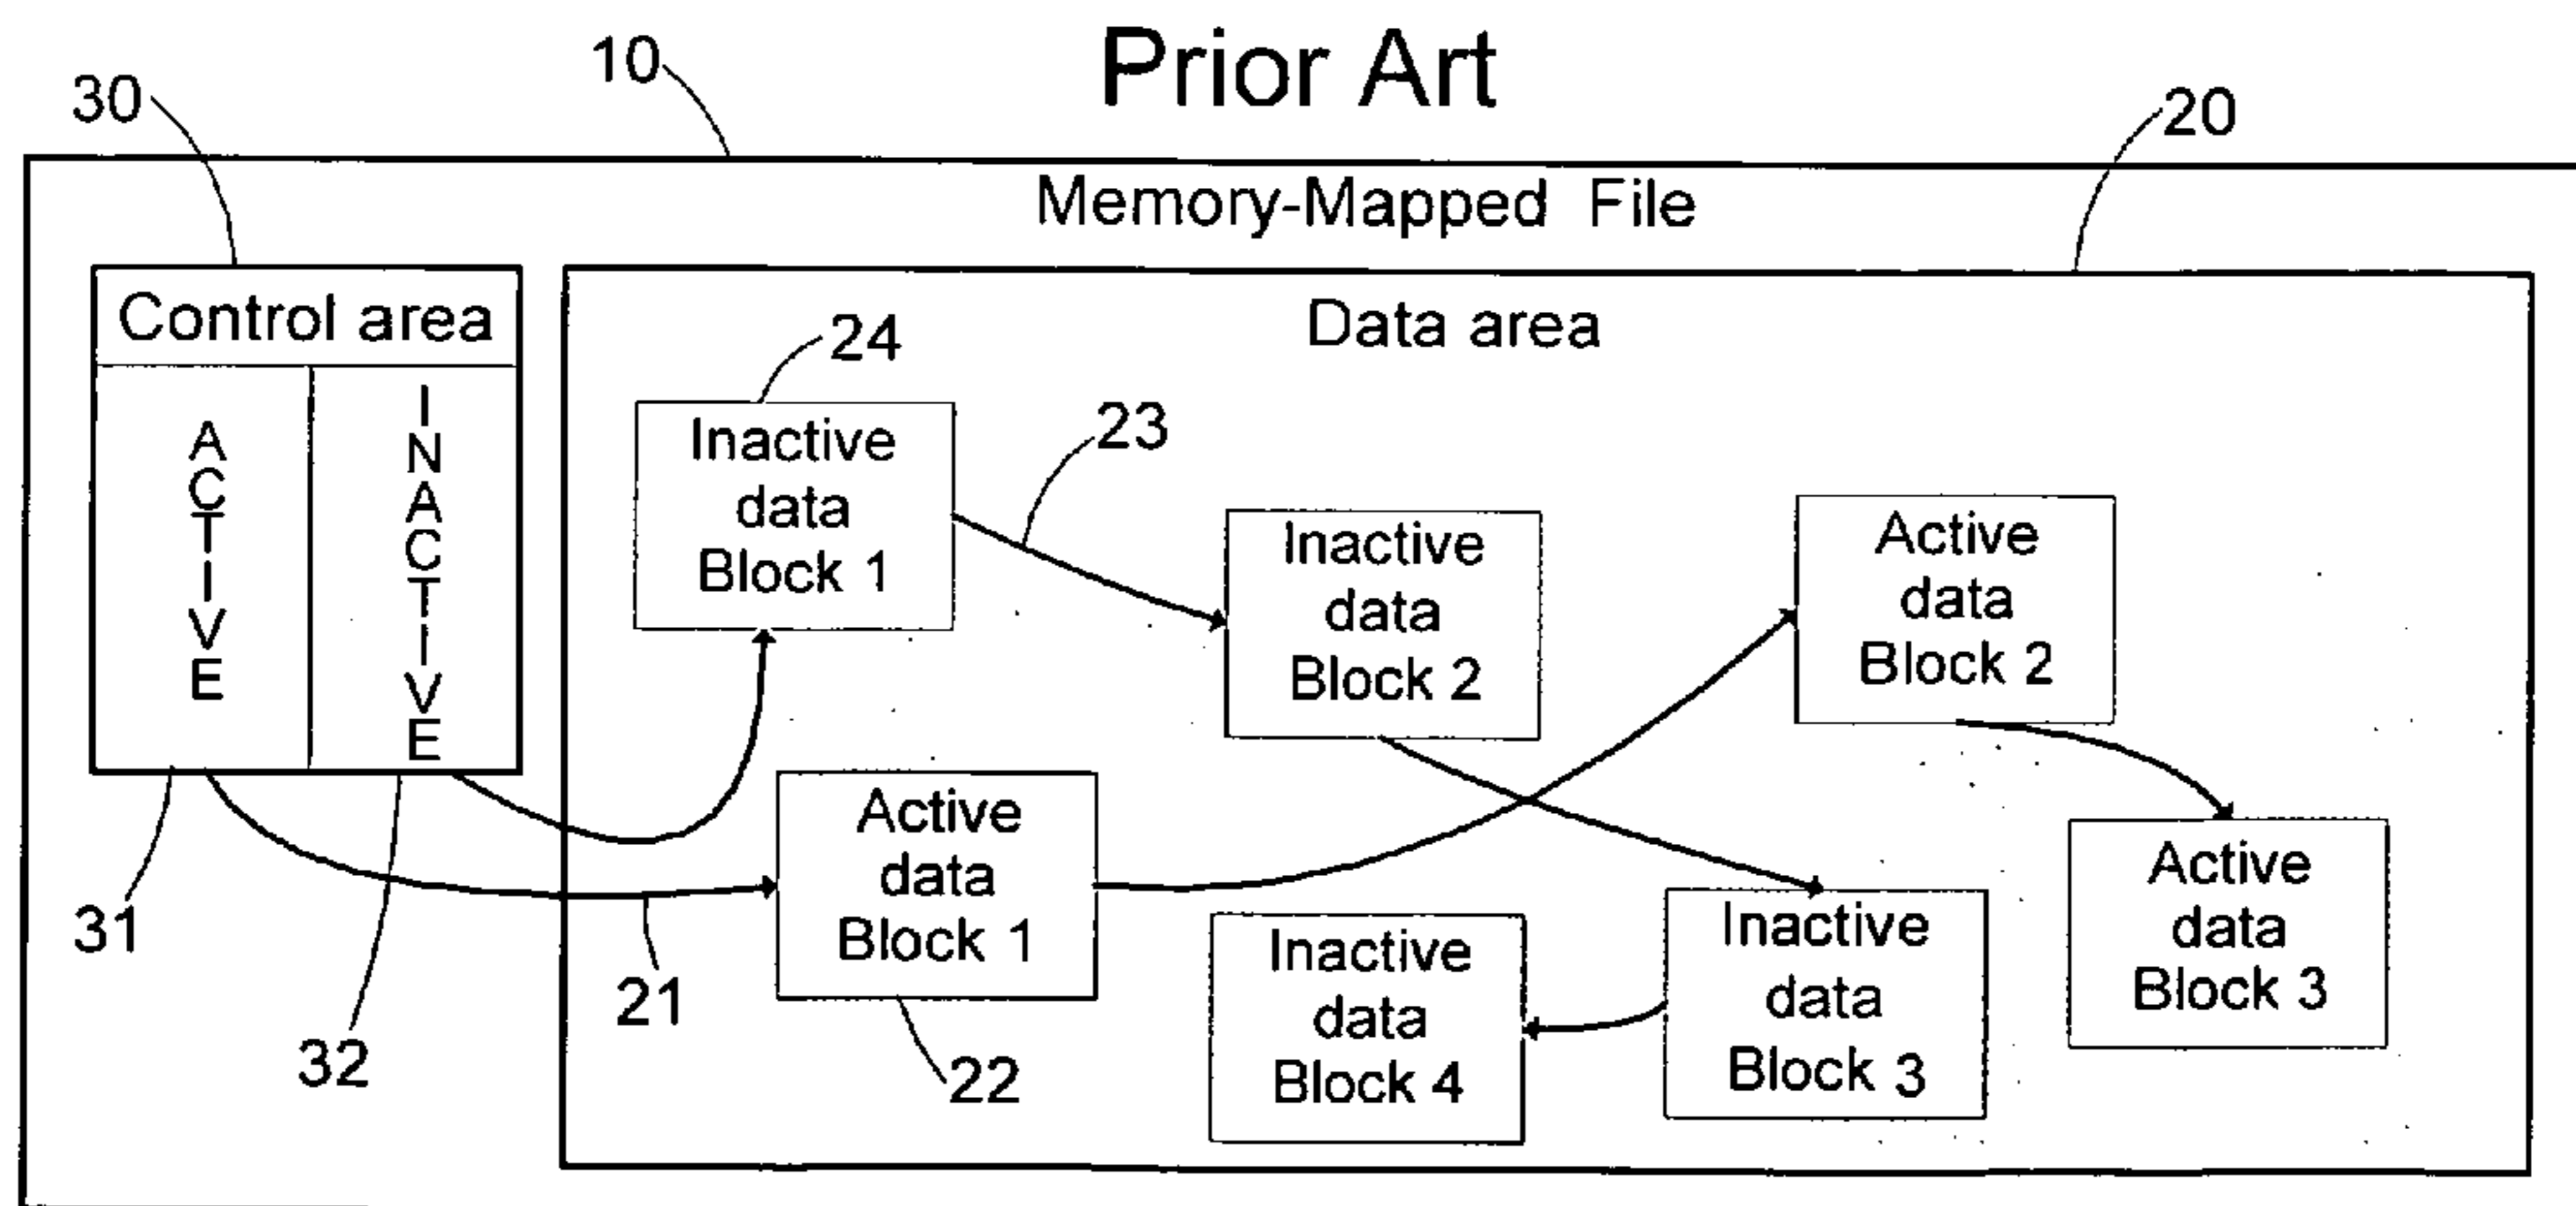 Prior Art
10
30
20
Memory-Mapped File
Control area
ACTIVE
INACTIVE
31
32
Data area
24
Inactive
data
Block 1
23
Inactive
data
Block 2
Active
data
Block 2
21
Active
data
Block 1
22
Inactive
data
Block 4
Inactive
data
Block 3
Active
data
Block 3